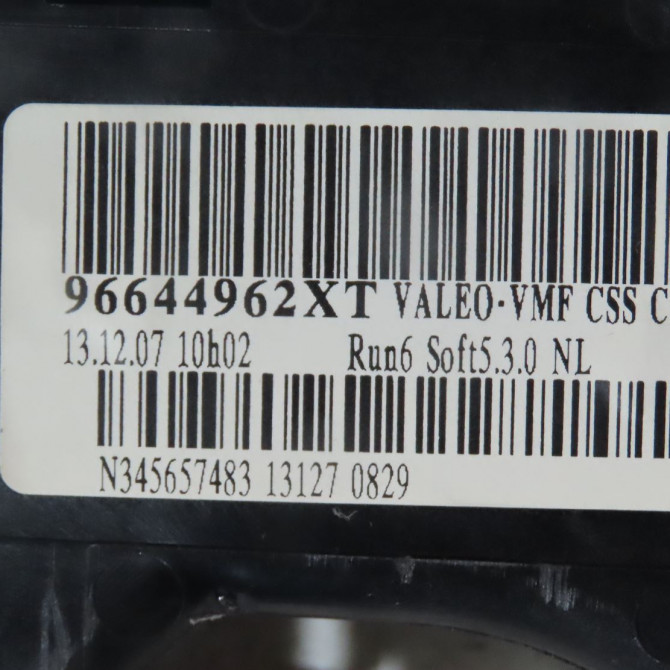 96644962XT VALEO-VMF CSS C
13.12.07 10h02 Run6 Soft5.3.0 NL
N345657483 13127 0829